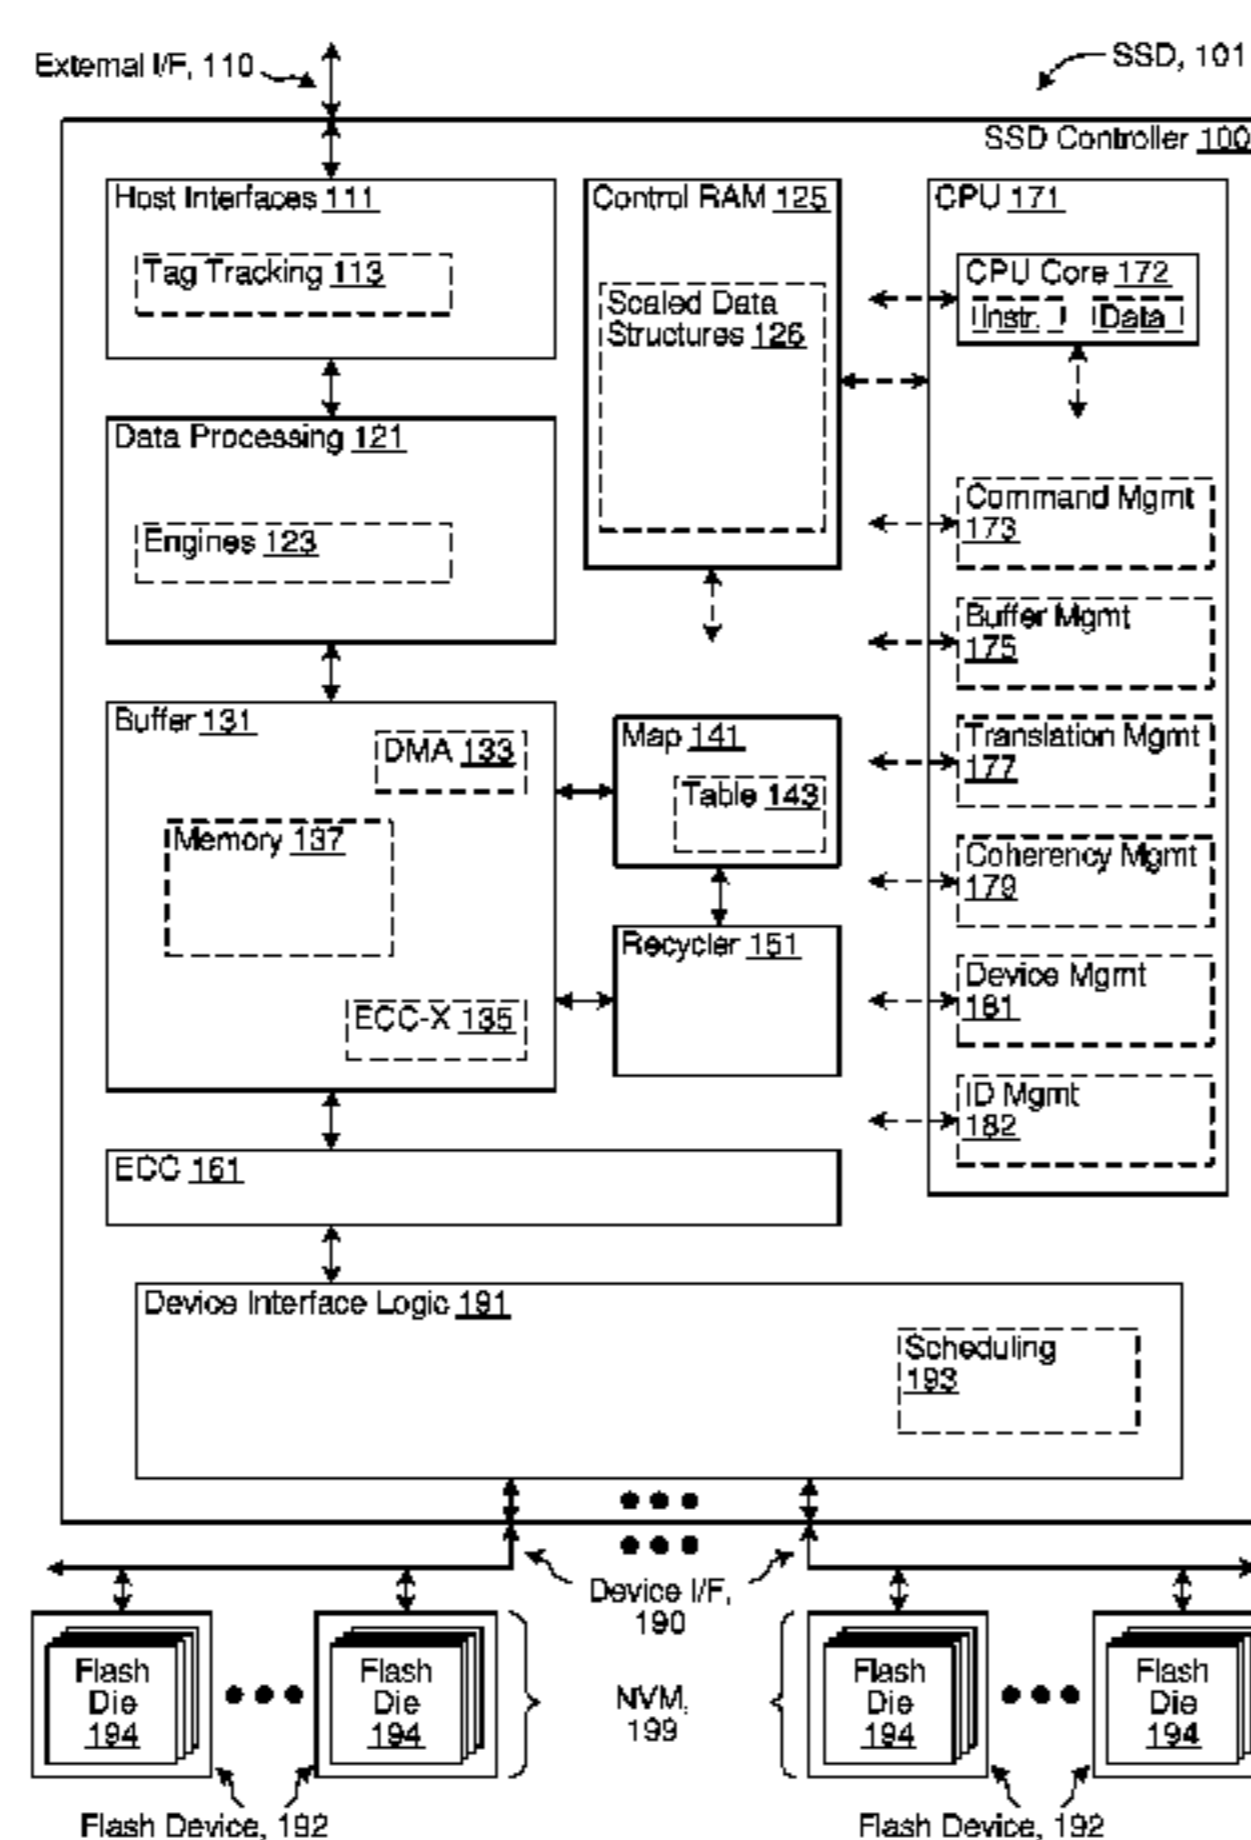 External I/F, 110
SSD, 101
SSD Controller 100
Host Interfaces 111
Tag Tracking 113
Control RAM 125
Scaled Data
Structures 126
CPU 171
CPU Core 172
Instr.
Data
Data Processing 121
Engines 123
Command Mgmt
173
Buffer Mgmt
175
Buffer 131
DMA 133
Memory 137
ECC-X 135
Map 141
Table 143
Translation Mgmt
177
Coherency Mgmt
179
Recycler 151
Device Mgmt
181
ID Mgmt
182
ECC 161
Device Interface Logic 191
Scheduling
193
Device I/F,
190
Flash
Die
194
Flash
Die
194
NVM,
199
Flash
Die
194
Flash
Die
194
Flash Device, 192
Flash Device, 192